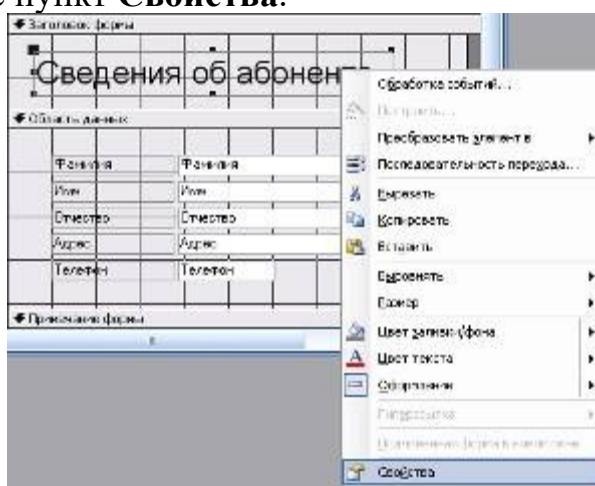 пункт Свойства.
Заголовок формы
Сведения об абонен
Область данных
Фамилия Фамилия
Имя Имя
Отчество Отчество
Адрес Адрес
Телефон Телефон
Примечание формы
Обработка событий...
Построить...
Преобразовать элемент в
Последовательность перехода...
Вырезать
Копировать
Вставить
Выровнять
Размер
Цвет заливки/фона
Цвет текста
Оформление
Гиперссылка
Свойства